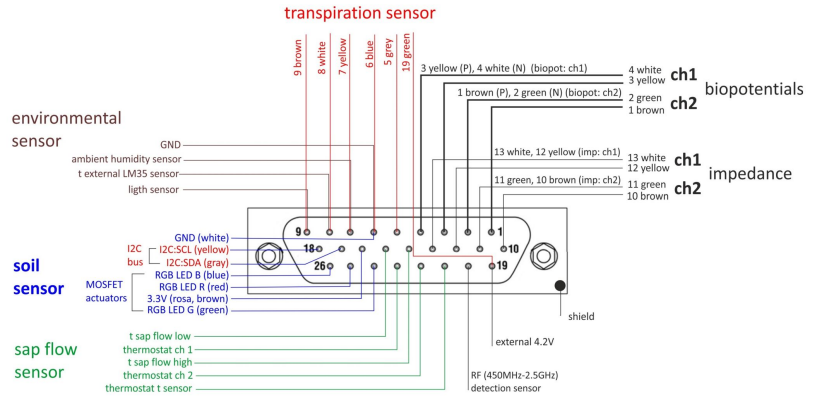 transpiration sensor
9 brown
8 white
7 yellow
6 blue
5 grey
19 green
3 yellow (P), 4 white (N) (biopot: ch1)
4 white
3 yellow
ch1
1 brown (P), 2 green (N) (biopot: ch2)
2 green
1 brown
ch2
biopotentials
environmental
sensor
GND
ambient humidity sensor
t external LM35 sensor
ligth sensor
13 white, 12 yellow (imp: ch1)
13 white
12 yellow
ch1
11 green, 10 brown (imp: ch2)
11 green
10 brown
ch2
impedance
9
1
18
10
26
19
soil
sensor
GND (white)
I2C
bus
I2C:SCL (yellow)
I2C:SDA (gray)
MOSFET
actuators
RGB LED B (blue)
RGB LED R (red)
3.3V (rosa, brown)
RGB LED G (green)
shield
sap flow
sensor
t sap flow low
thermostat ch 1
t sap flow high
thermostat ch 2
thermostat t sensor
external 4.2V
RF (450MHz-2.5GHz)
detection sensor